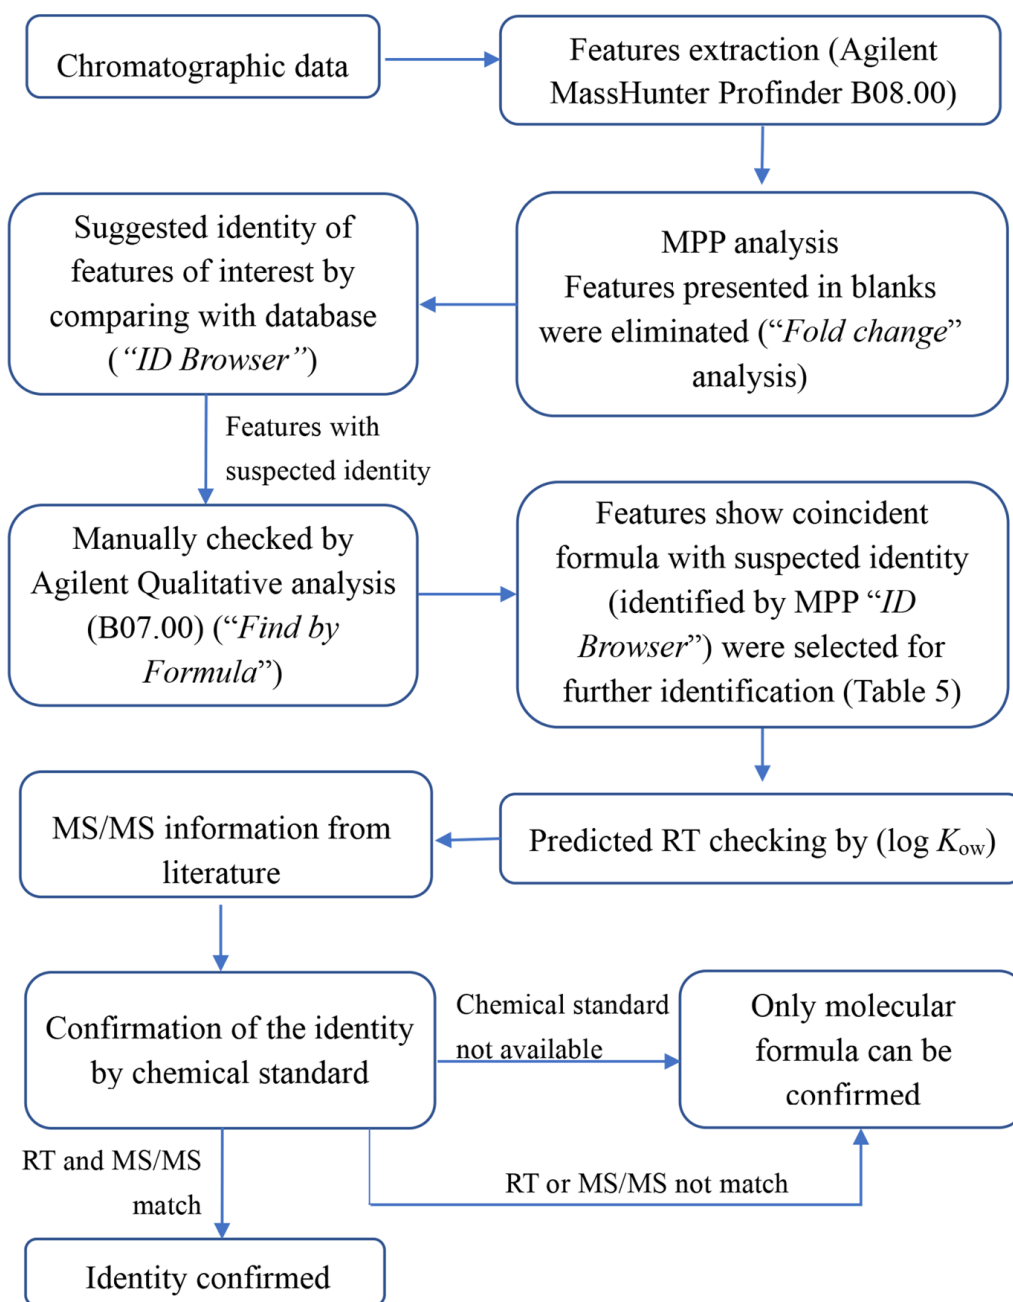 Chromatographic data
Features extraction (Agilent
MassHunter Profinder B08.00)
MPP analysis
Features presented in blanks
were eliminated (“Fold change”
analysis)
Suggested identity of
features of interest by
comparing with database
(“ID Browser”)
Features with
suspected identity
Manually checked by
Agilent Qualitative analysis
(B07.00) (“Find by
Formula”)
Features show coincident
formula with suspected identity
(identified by MPP “ID
Browser”) were selected for
further identification (Table 5)
Predicted RT checking by (log Kow)
MS/MS information from
literature
Confirmation of the identity
by chemical standard
Chemical standard
not available
Only molecular
formula can be
confirmed
RT and MS/MS
match
RT or MS/MS not match
Identity confirmed